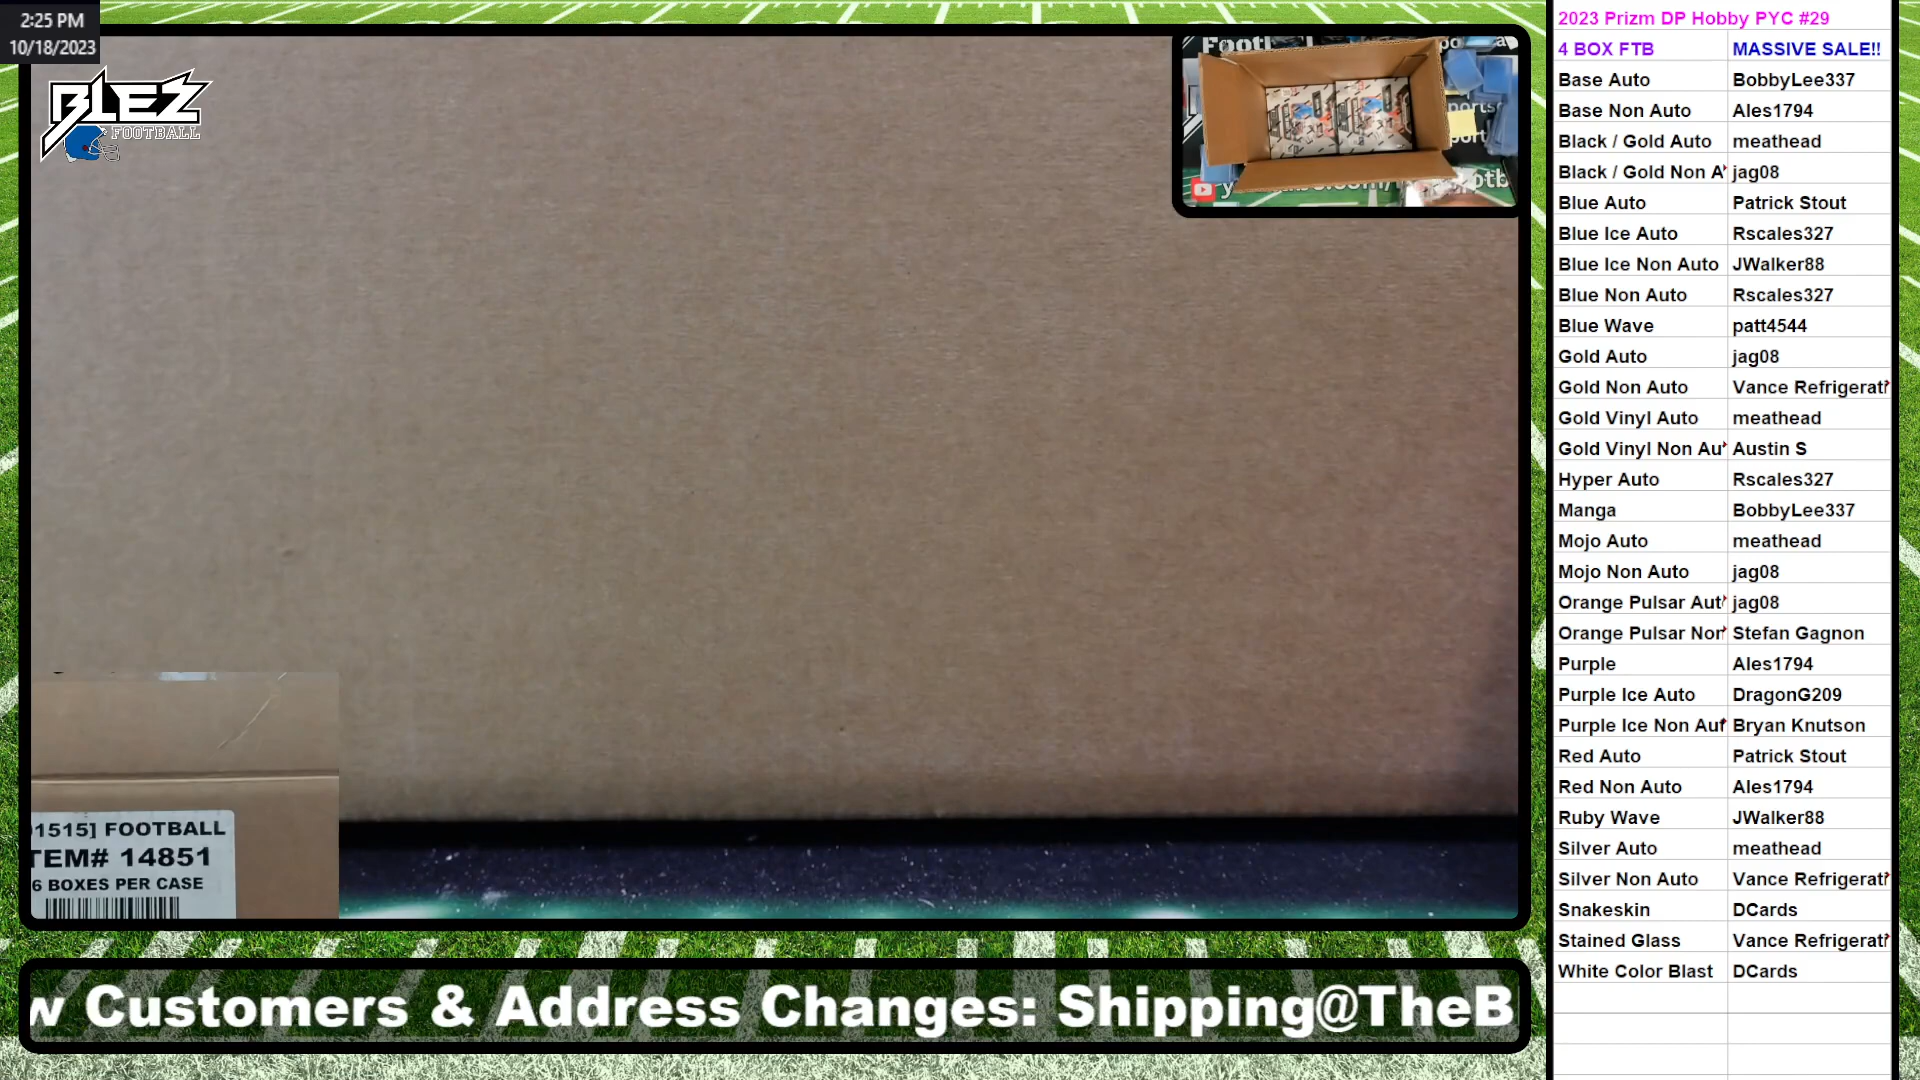 2:25 PM
10/18/2023
BLEZ
FOOTBALL
Footl
2023 Prizm DP Hobby PYC #29
4 BOX FTB MASSIVE SALE!!
Base Auto BobbyLee337
Base Non Auto Ales1794
Black / Gold Auto meathead
Black / Gold Non A jag08
Blue Auto Patrick Stout
Blue Ice Auto Rscales327
Blue Ice Non Auto JWalker88
Blue Non Auto Rscales327
Blue Wave patt4544
Gold Auto jag08
Gold Non Auto Vance Refrigerati
Gold Vinyl Auto meathead
Gold Vinyl Non Au Austin S
Hyper Auto Rscales327
Manga BobbyLee337
Mojo Auto meathead
Mojo Non Auto jag08
Orange Pulsar Aut jag08
Orange Pulsar Non Stefan Gagnon
Purple Ales1794
Purple Ice Auto DragonG209
Purple Ice Non Aut Bryan Knutson
Red Auto Patrick Stout
Red Non Auto Ales1794
Ruby Wave JWalker88
Silver Auto meathead
Silver Non Auto Vance Refrigerati
Snakeskin DCards
Stained Glass Vance Refrigerati
White Color Blast DCards
01515] FOOTBALL
TEM# 14851
6 BOXES PER CASE
w Customers & Address Changes: Shipping@TheB